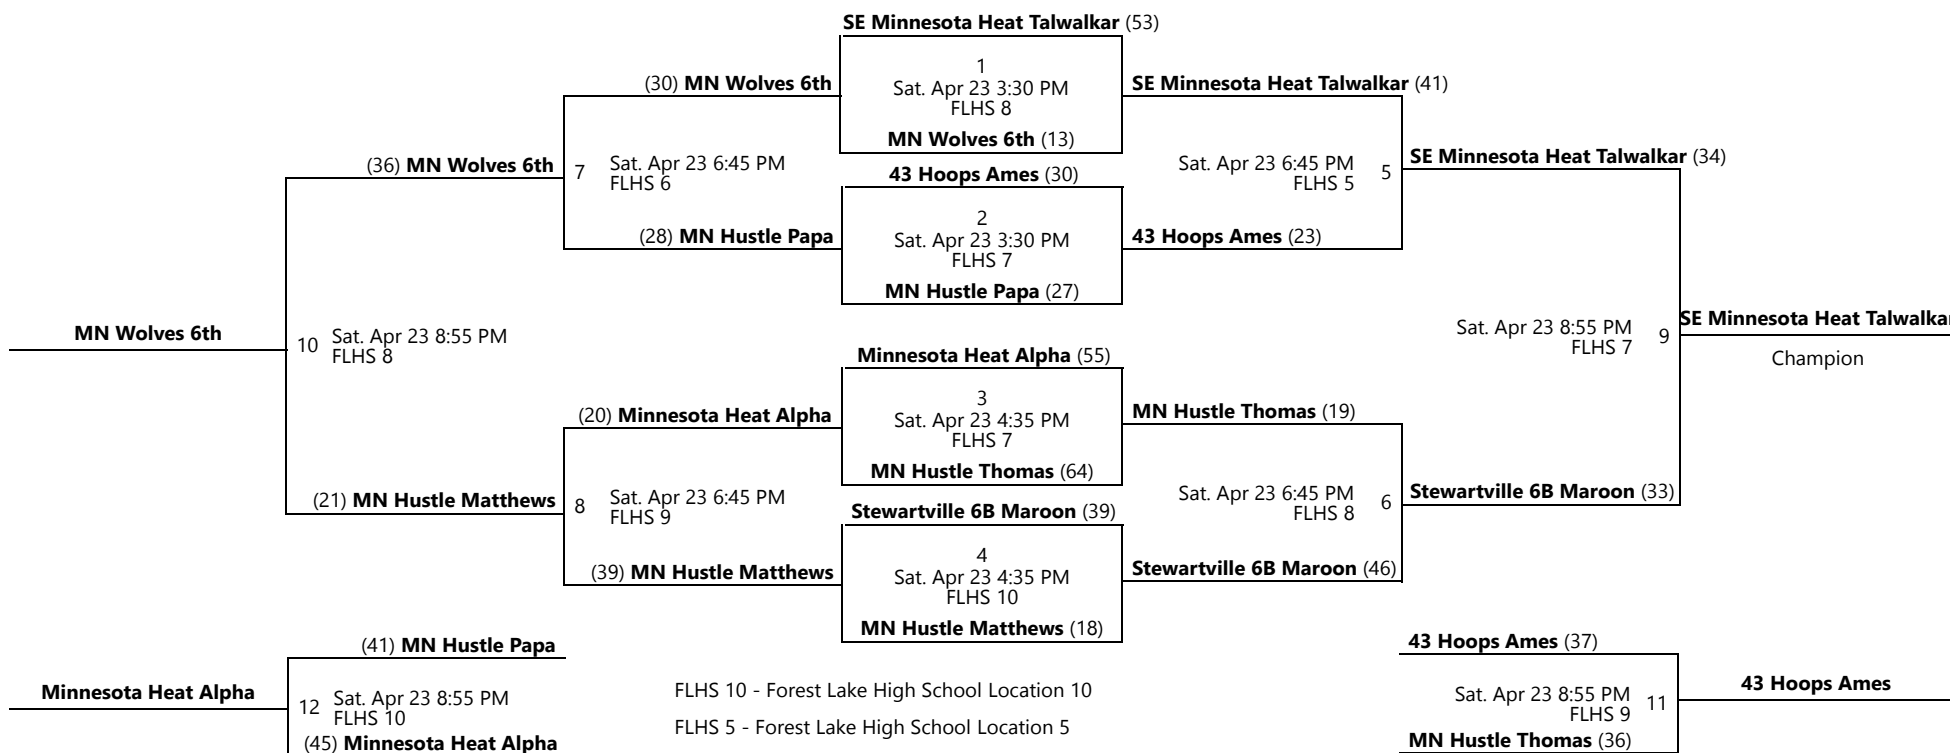 SE Minnesota Heat Talwalkar (53)
1
Sat. Apr 23 3:30 PM
FLHS 8
MN Wolves 6th (13)
(30) MN Wolves 6th
SE Minnesota Heat Talwalkar (41)
(36) MN Wolves 6th
7
Sat. Apr 23 6:45 PM
FLHS 6
43 Hoops Ames (30)
2
Sat. Apr 23 3:30 PM
FLHS 7
MN Hustle Papa (27)
Sat. Apr 23 6:45 PM
FLHS 5
5
SE Minnesota Heat Talwalkar (34)
(28) MN Hustle Papa
43 Hoops Ames (23)
MN Wolves 6th
10
Sat. Apr 23 8:55 PM
FLHS 8
Sat. Apr 23 8:55 PM
FLHS 7
9
SE Minnesota Heat Talwalkar
Champion
Minnesota Heat Alpha (55)
3
Sat. Apr 23 4:35 PM
FLHS 7
MN Hustle Thomas (64)
(20) Minnesota Heat Alpha
MN Hustle Thomas (19)
(21) MN Hustle Matthews
8
Sat. Apr 23 6:45 PM
FLHS 9
Stewartville 6B Maroon (39)
4
Sat. Apr 23 4:35 PM
FLHS 10
MN Hustle Matthews (18)
Sat. Apr 23 6:45 PM
FLHS 8
6
Stewartville 6B Maroon (33)
(39) MN Hustle Matthews
Stewartville 6B Maroon (46)
(41) MN Hustle Papa
Minnesota Heat Alpha
12
Sat. Apr 23 8:55 PM
FLHS 10
(45) Minnesota Heat Alpha
FLHS 10 - Forest Lake High School Location 10
FLHS 5 - Forest Lake High School Location 5
43 Hoops Ames (37)
Sat. Apr 23 8:55 PM
FLHS 9
11
43 Hoops Ames
MN Hustle Thomas (36)